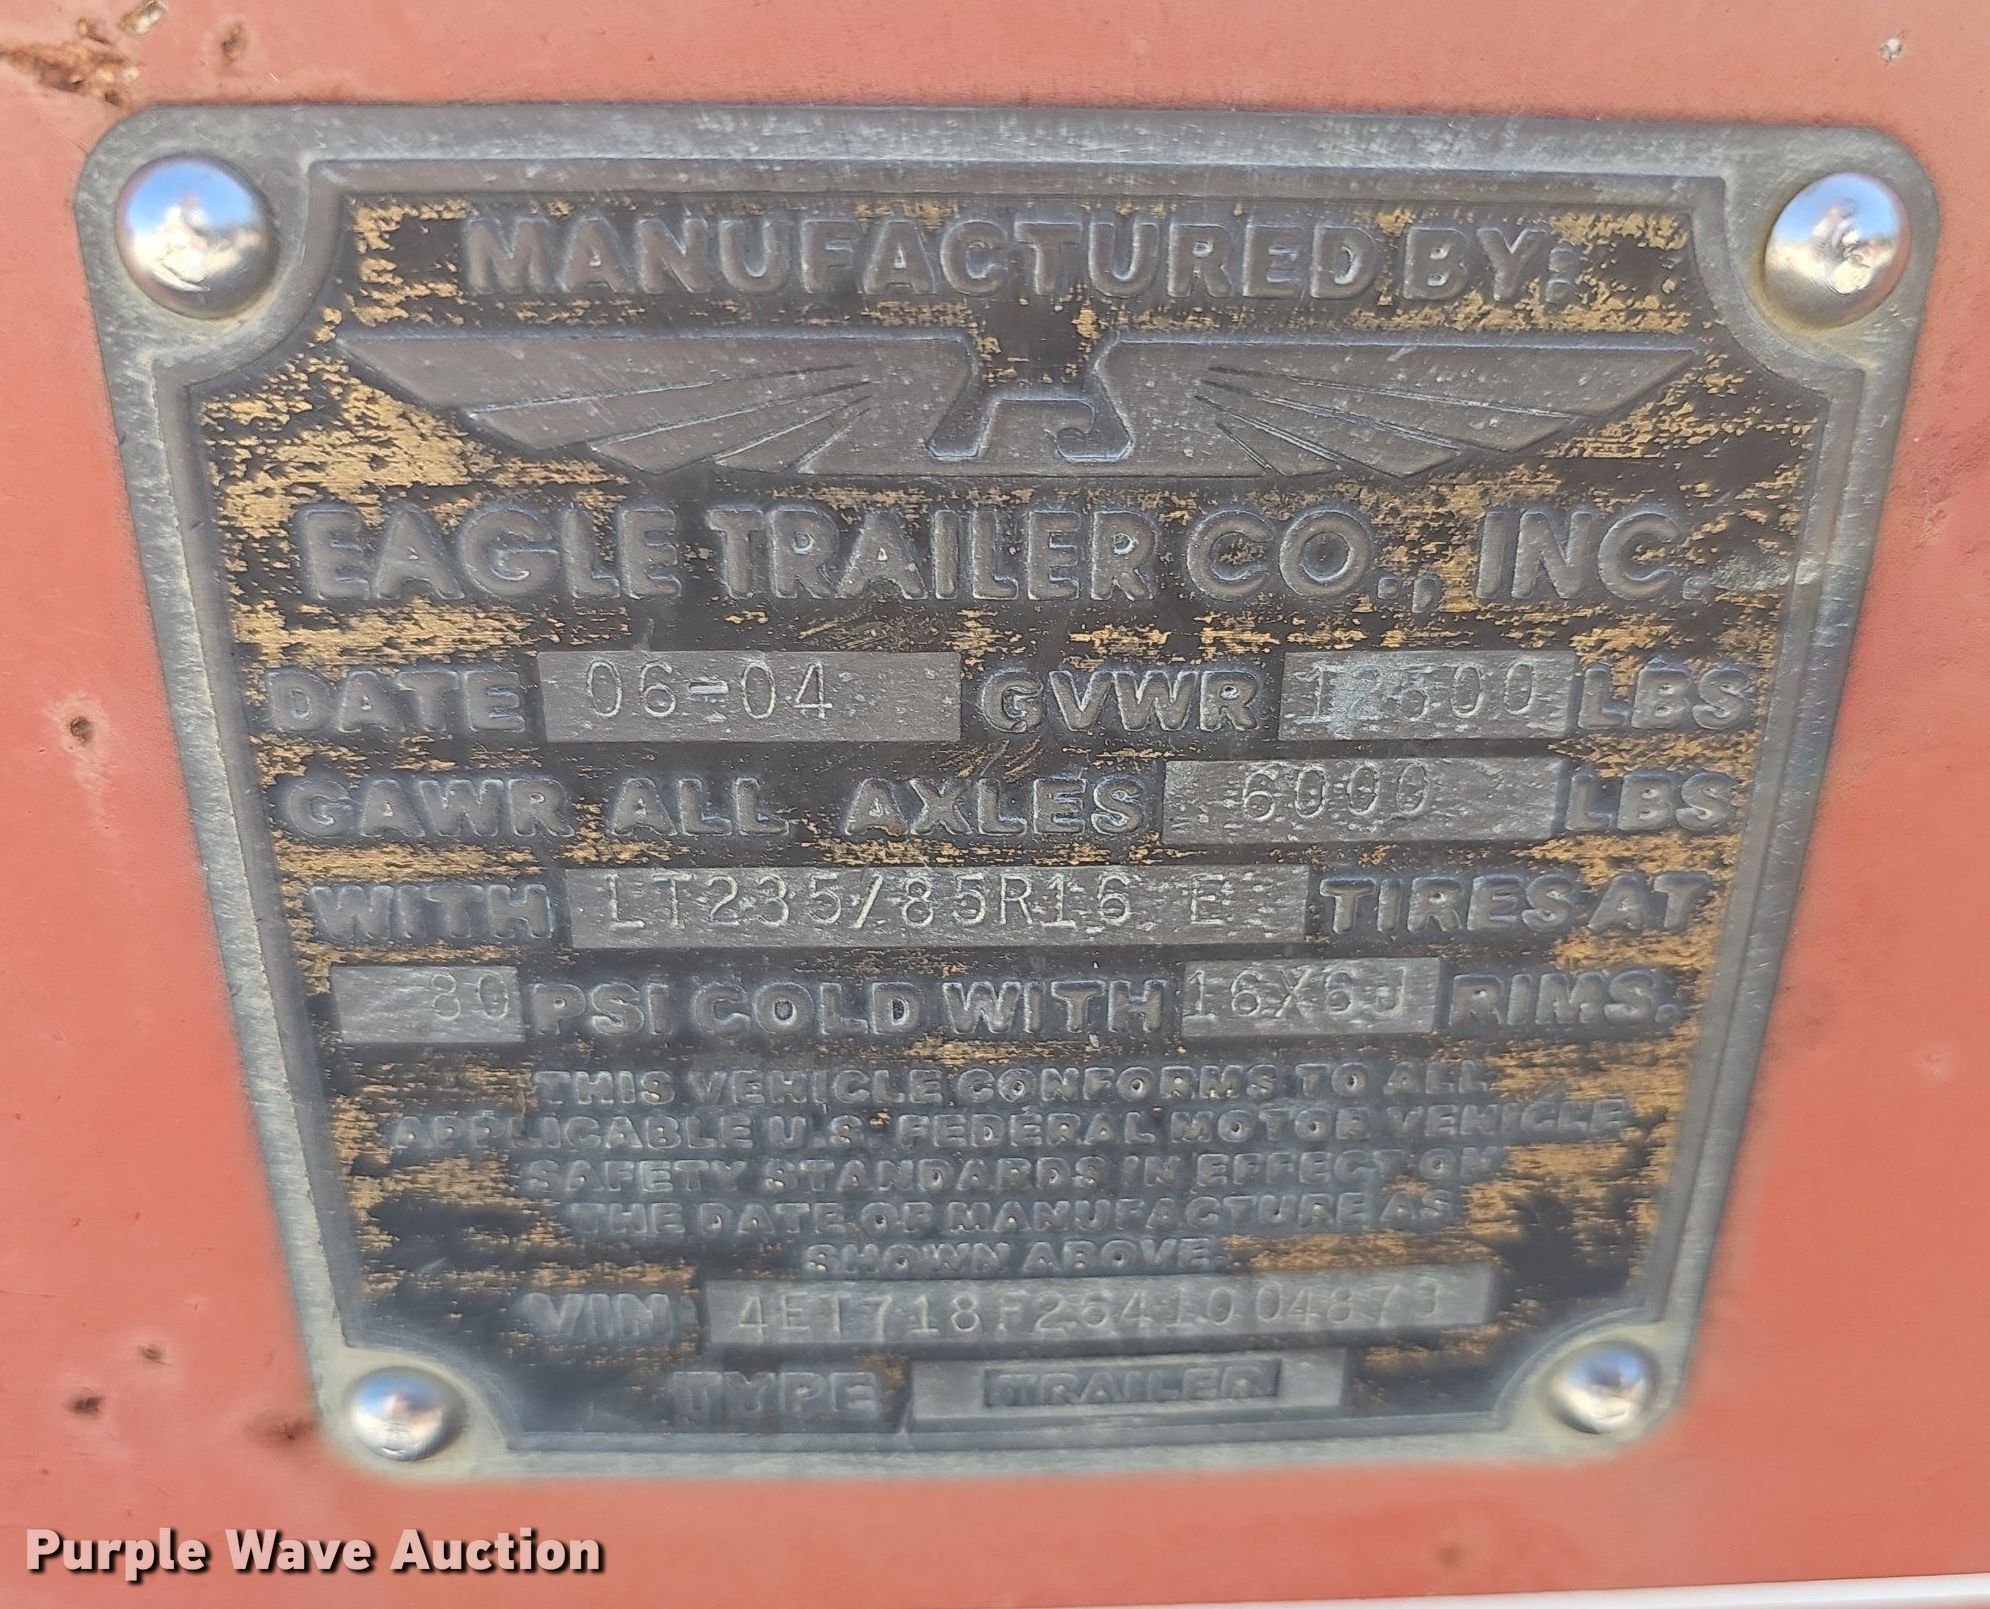 MANUFACTURED BY:
EAGLE TRAILER CO., INC.
DATE 06-04 GVWR 12500 LBS
GAWR ALL AXLES 6000 LBS
WITH LT235/85R16 E TIRES AT
80 PSI COLD WITH 16X6J RIMS.
THIS VEHICLE CONFORMS TO ALL
APPLICABLE U.S. FEDERAL MOTOR VEHICLE
SAFETY STANDARDS IN EFFECT ON
THE DATE OF MANUFACTURE AS
SHOWN ABOVE.
VIN
TYPE TRAILER
Purple Wave Auction